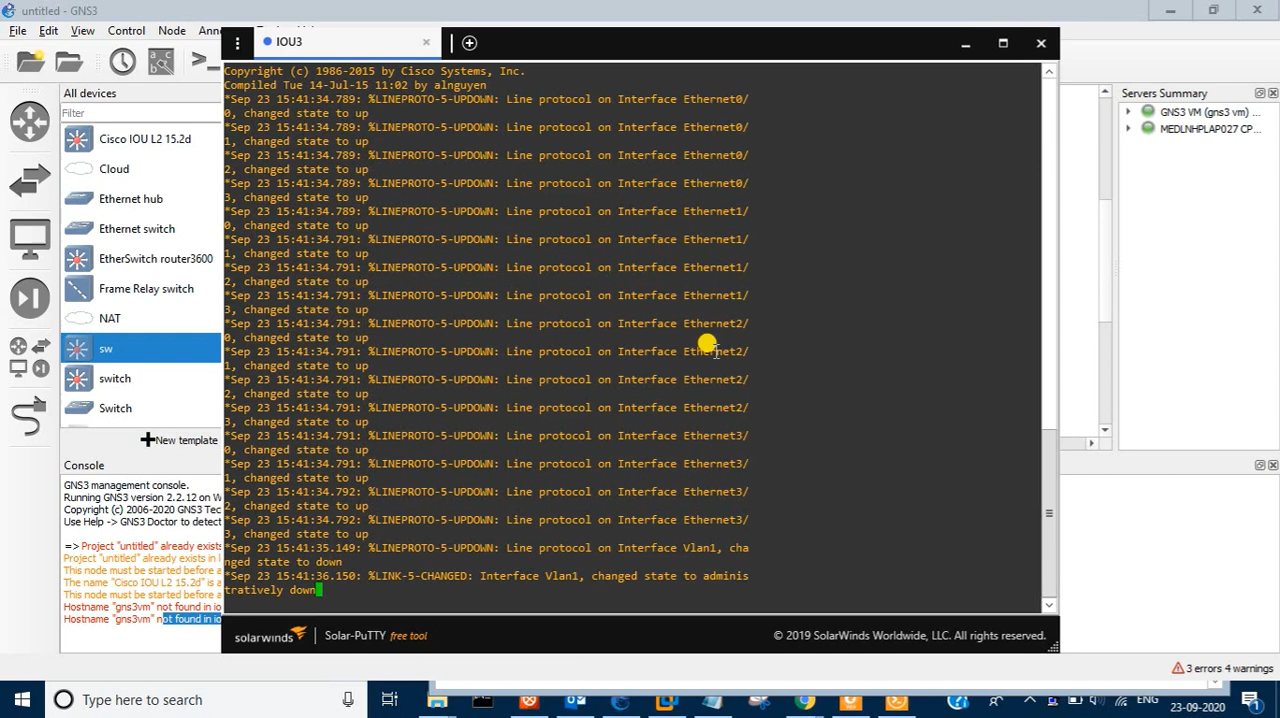 untitled - GNS3
File Edit View Control Node Anno
IOU3
All devices
Filter
Cisco IOU L2 15.2d
Cloud
Ethernet hub
Ethernet switch
EtherSwitch router3600
Frame Relay switch
NAT
sw
switch
Switch
New template
Console
GNS3 management console.
Running GNS3 version 2.2.12 on W
Copyright (c) 2006-2020 GNS3 Tec
Use Help -> GNS3 Doctor to detect
=> Project "untitled" already exists
Project "untitled" already exists in l
This node must be started before
The name "Cisco IOU L2 15.2d" is a
This node must be started before
Hostname "gns3vm" not found in io
Hostname "gns3vm" not found in io
Copyright (c) 1986-2015 by Cisco Systems, Inc.
Compiled Tue 14-Jul-15 11:02 by alnguyen
*Sep 23 15:41:34.789: %LINEPROTO-5-UPDOWN: Line protocol on Interface Ethernet0/
0, changed state to up
*Sep 23 15:41:34.789: %LINEPROTO-5-UPDOWN: Line protocol on Interface Ethernet0/
1, changed state to up
*Sep 23 15:41:34.789: %LINEPROTO-5-UPDOWN: Line protocol on Interface Ethernet0/
2, changed state to up
*Sep 23 15:41:34.789: %LINEPROTO-5-UPDOWN: Line protocol on Interface Ethernet0/
3, changed state to up
*Sep 23 15:41:34.789: %LINEPROTO-5-UPDOWN: Line protocol on Interface Ethernet1/
0, changed state to up
*Sep 23 15:41:34.791: %LINEPROTO-5-UPDOWN: Line protocol on Interface Ethernet1/
1, changed state to up
*Sep 23 15:41:34.791: %LINEPROTO-5-UPDOWN: Line protocol on Interface Ethernet1/
2, changed state to up
*Sep 23 15:41:34.791: %LINEPROTO-5-UPDOWN: Line protocol on Interface Ethernet1/
3, changed state to up
*Sep 23 15:41:34.791: %LINEPROTO-5-UPDOWN: Line protocol on Interface Ethernet2/
0, changed state to up
*Sep 23 15:41:34.791: %LINEPROTO-5-UPDOWN: Line protocol on Interface Ethernet2/
1, changed state to up
*Sep 23 15:41:34.791: %LINEPROTO-5-UPDOWN: Line protocol on Interface Ethernet2/
2, changed state to up
*Sep 23 15:41:34.791: %LINEPROTO-5-UPDOWN: Line protocol on Interface Ethernet2/
3, changed state to up
*Sep 23 15:41:34.791: %LINEPROTO-5-UPDOWN: Line protocol on Interface Ethernet3/
0, changed state to up
*Sep 23 15:41:34.791: %LINEPROTO-5-UPDOWN: Line protocol on Interface Ethernet3/
1, changed state to up
*Sep 23 15:41:34.792: %LINEPROTO-5-UPDOWN: Line protocol on Interface Ethernet3/
2, changed state to up
*Sep 23 15:41:34.792: %LINEPROTO-5-UPDOWN: Line protocol on Interface Ethernet3/
3, changed state to up
*Sep 23 15:41:35.149: %LINEPROTO-5-UPDOWN: Line protocol on Interface Vlan1, cha
nged state to down
*Sep 23 15:41:36.150: %LINK-5-CHANGED: Interface Vlan1, changed state to adminis
tratively down
solarwinds Solar-PuTTY free tool
© 2019 SolarWinds Worldwide, LLC. All rights reserved.
Servers Summary
GNS3 VM (gns3 vm) ...
MEDLNHPLAP027 CP...
3 errors 4 warnings
Type here to search
ENG
23-09-2020
1